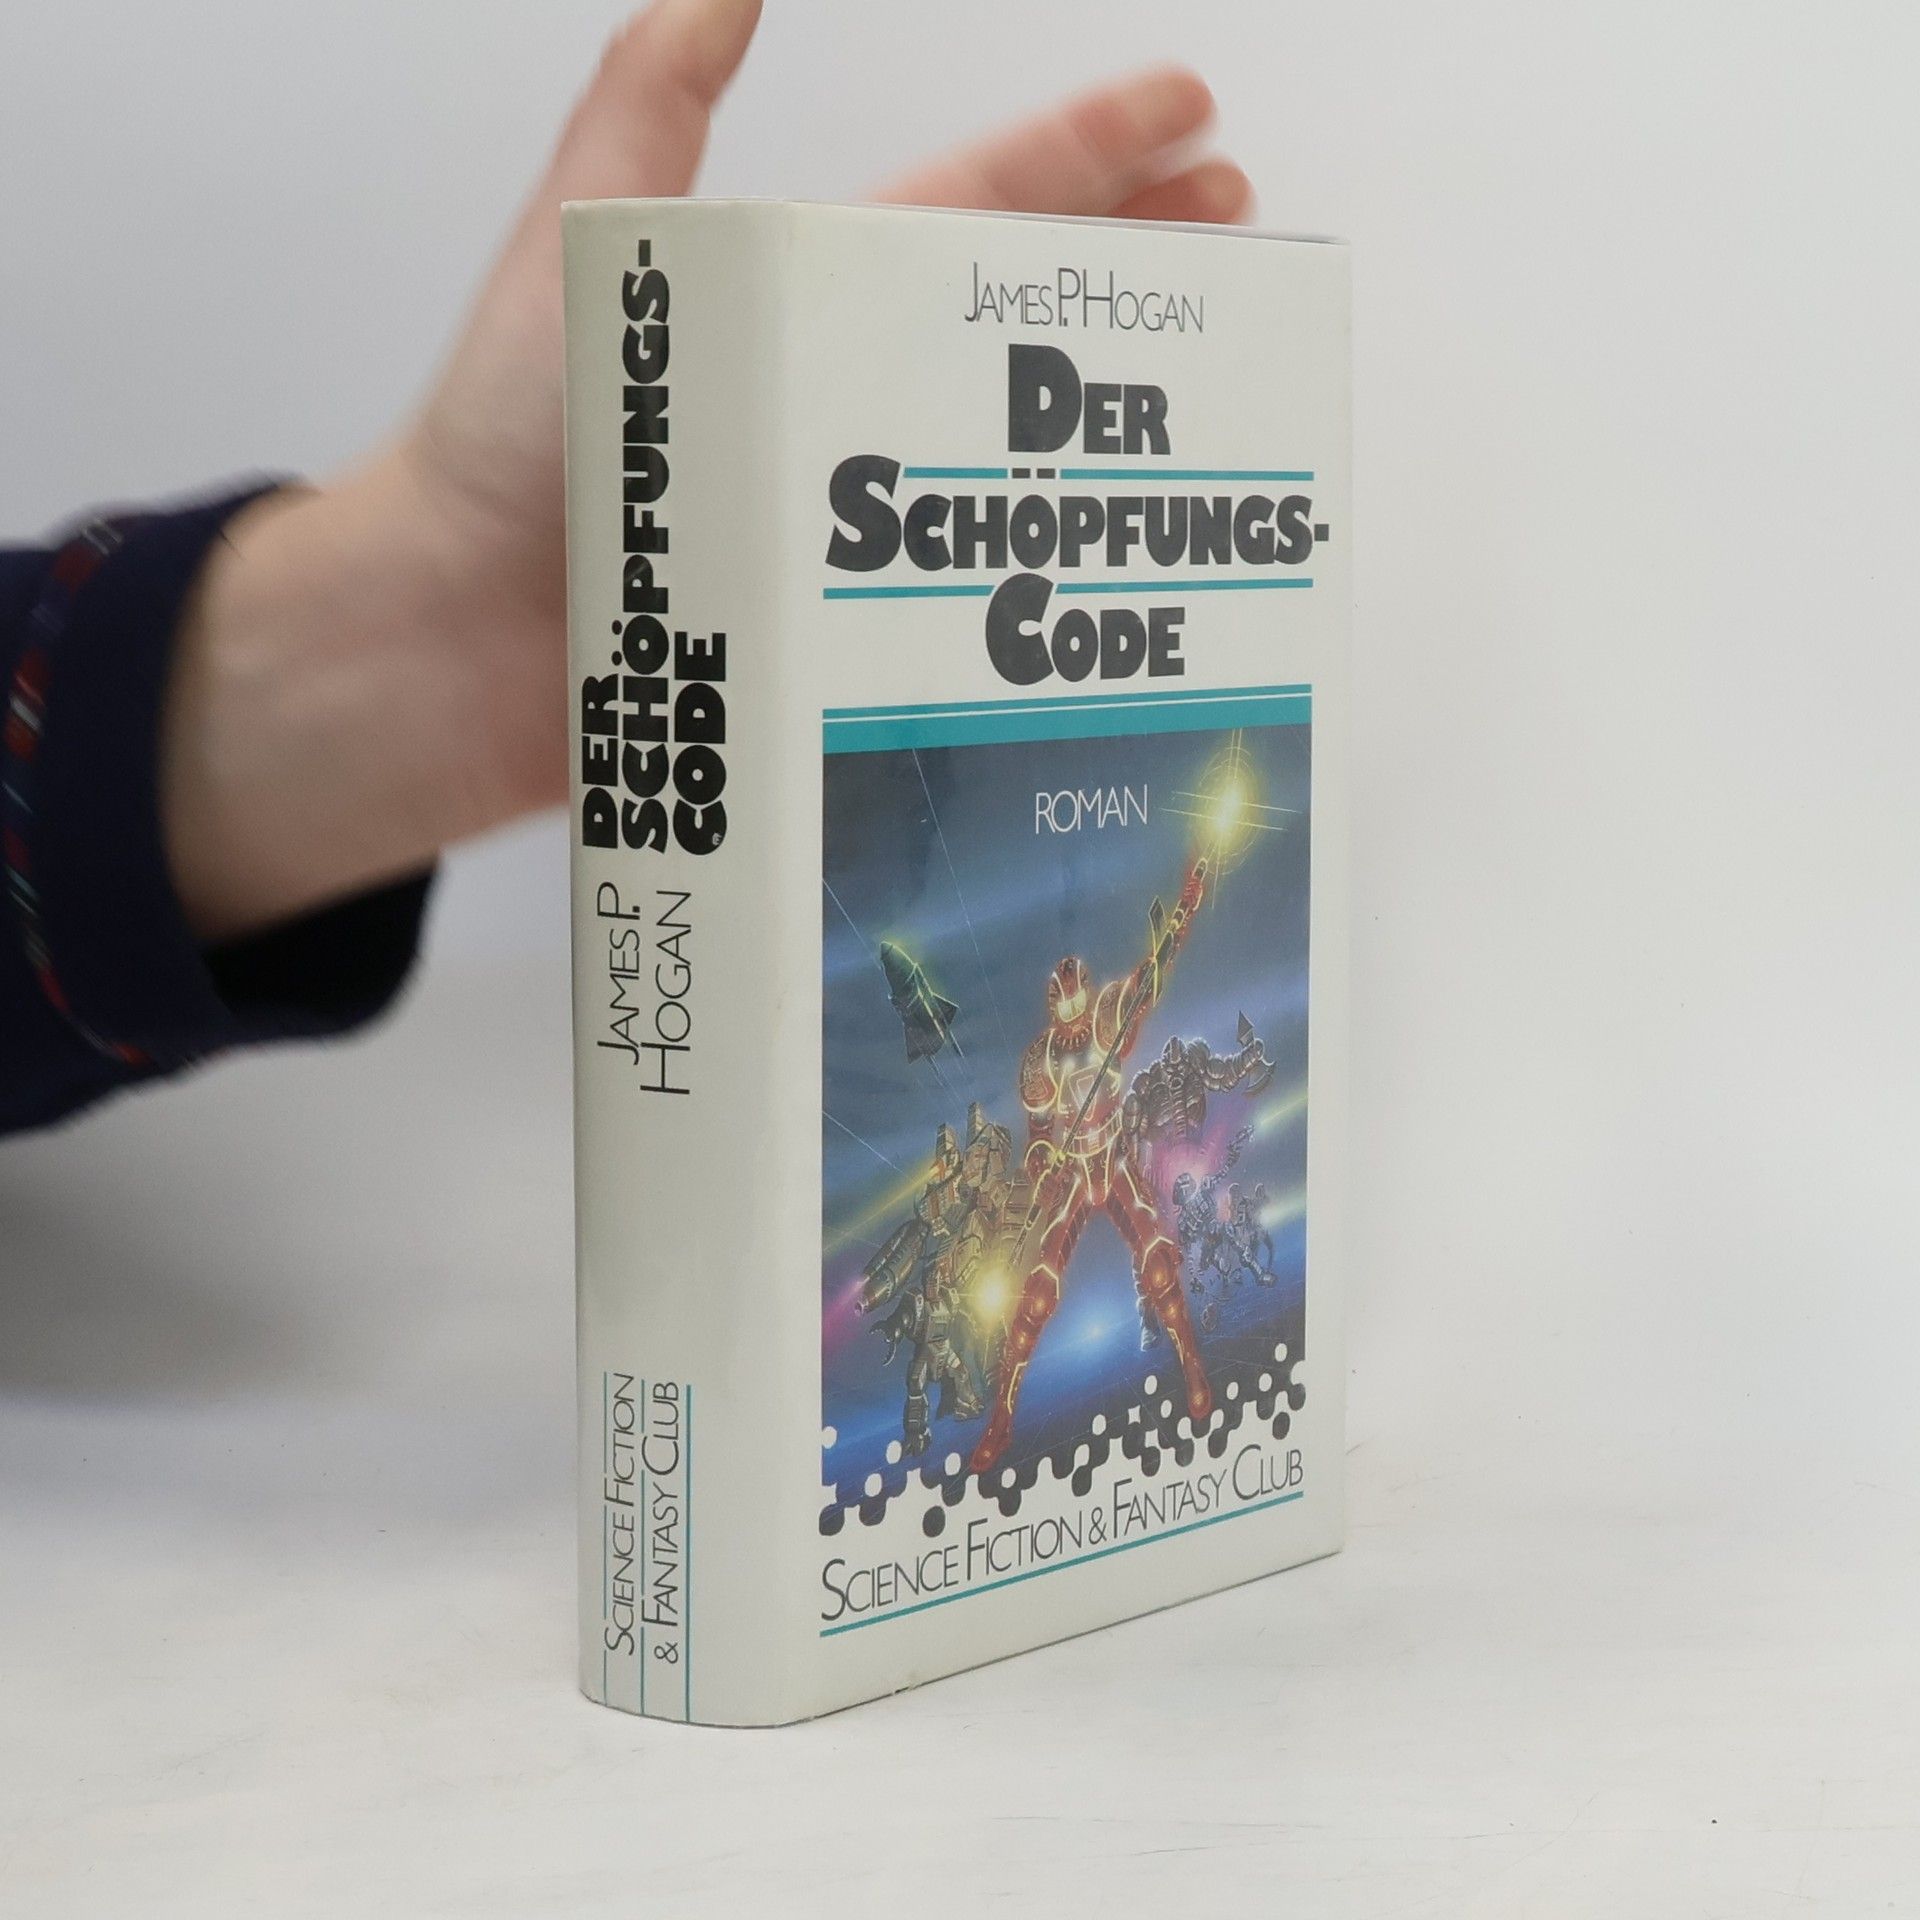 JAMES P. HOGAN
DER
SCHÖPFUNGS-
CODE
ROMAN
SCIENCE FICTION & FANTASY CLUB
DER
SCHÖPFUNGS-
CODE
JAMES P.
HOGAN
SCIENCE FICTION
& FANTASY CLUB